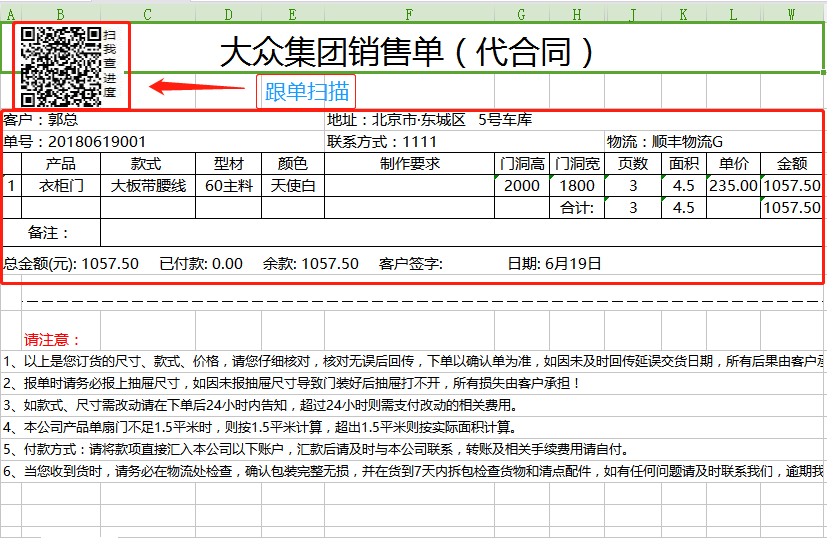 A B C D E F G H J K L W
扫我查进度
大众集团销售单（代合同）
跟单扫描
客户：郭总 地址：北京市·东城区 5号车库
单号：20180619001 联系方式：1111 物流：顺丰物流G
产品 款式 型材 颜色 制作要求 门洞高 门洞宽 页数 面积 单价 金额
1 衣柜门 大板带腰线 60主料 天使白 2000 1800 3 4.5 235.00 1057.50
合计: 3 4.5 1057.50
备注：
总金额(元): 1057.50 已付款: 0.00 余款: 1057.50 客户签字: 日期: 6月19日
请注意：
1、以上是您订货的尺寸、款式、价格，请您仔细核对，核对无误后回传，下单以确认单为准，如因未及时回传延误交货日期，所有后果由客户承
2、报单时请务必报上抽屉尺寸，如因未报抽屉尺寸导致门装好后抽屉打不开，所有损失由客户承担！
3、如款式、尺寸需改动请在下单后24小时内告知，超过24小时则需支付改动的相关费用。
4、本公司产品单扇门不足1.5平米时，则按1.5平米计算，超出1.5平米则按实际面积计算。
5、付款方式：请将款项直接汇入本公司以下账户，汇款后请及时与本公司联系，转账及相关手续费用请自付。
6、当您收到货时，请务必在物流处检查，确认包装完整无损，并在货到7天内拆包检查货物和清点配件，如有任何问题请及时联系我们，逾期我